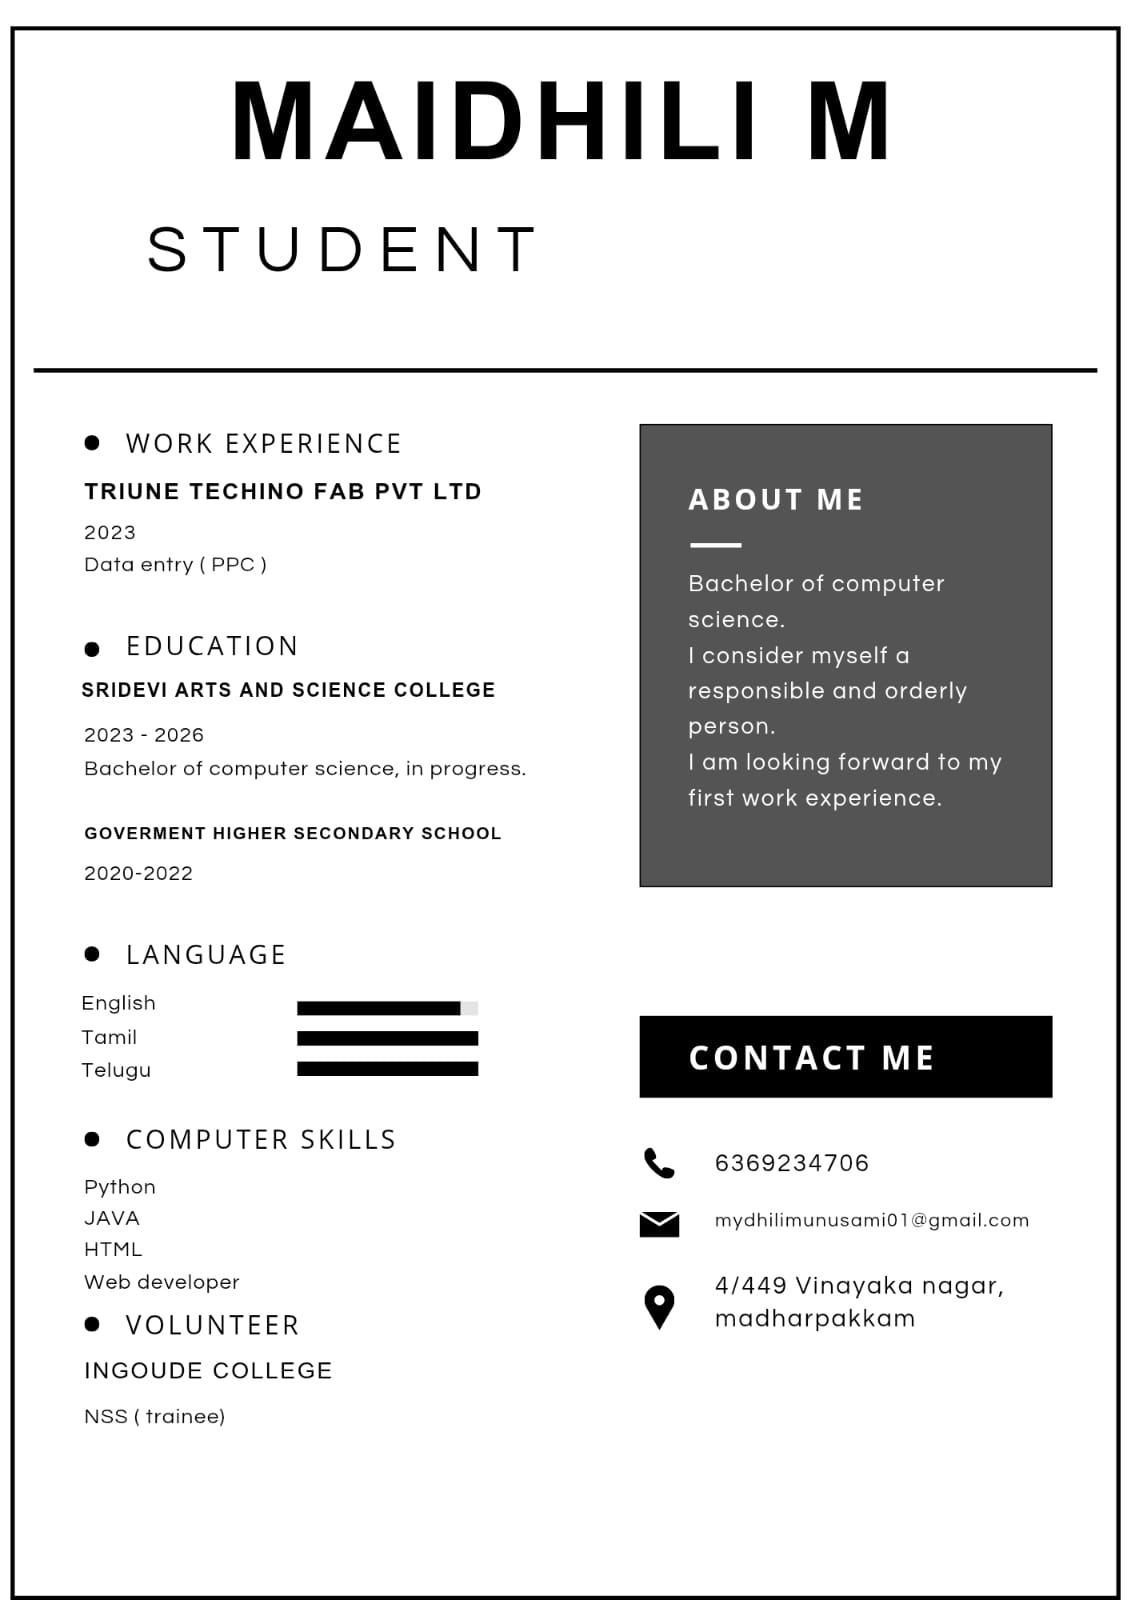 MAIDHILI M
STUDENT
WORK EXPERIENCE
TRIUNE TECHINO FAB PVT LTD
2023
Data entry ( PPC )
EDUCATION
SRIDEVI ARTS AND SCIENCE COLLEGE
2023 - 2026
Bachelor of computer science, in progress.
GOVERMENT HIGHER SECONDARY SCHOOL
2020-2022
LANGUAGE
English
Tamil
Telugu
COMPUTER SKILLS
Python
JAVA
HTML
Web developer
VOLUNTEER
INGOUDE COLLEGE
NSS ( trainee)
ABOUT ME
Bachelor of computer
science.
I consider myself a
responsible and orderly
person.
I am looking forward to my
first work experience.
CONTACT ME
6369234706
mydhilimunusami01@gmail.com
4/449 Vinayaka nagar,
madharpakkam